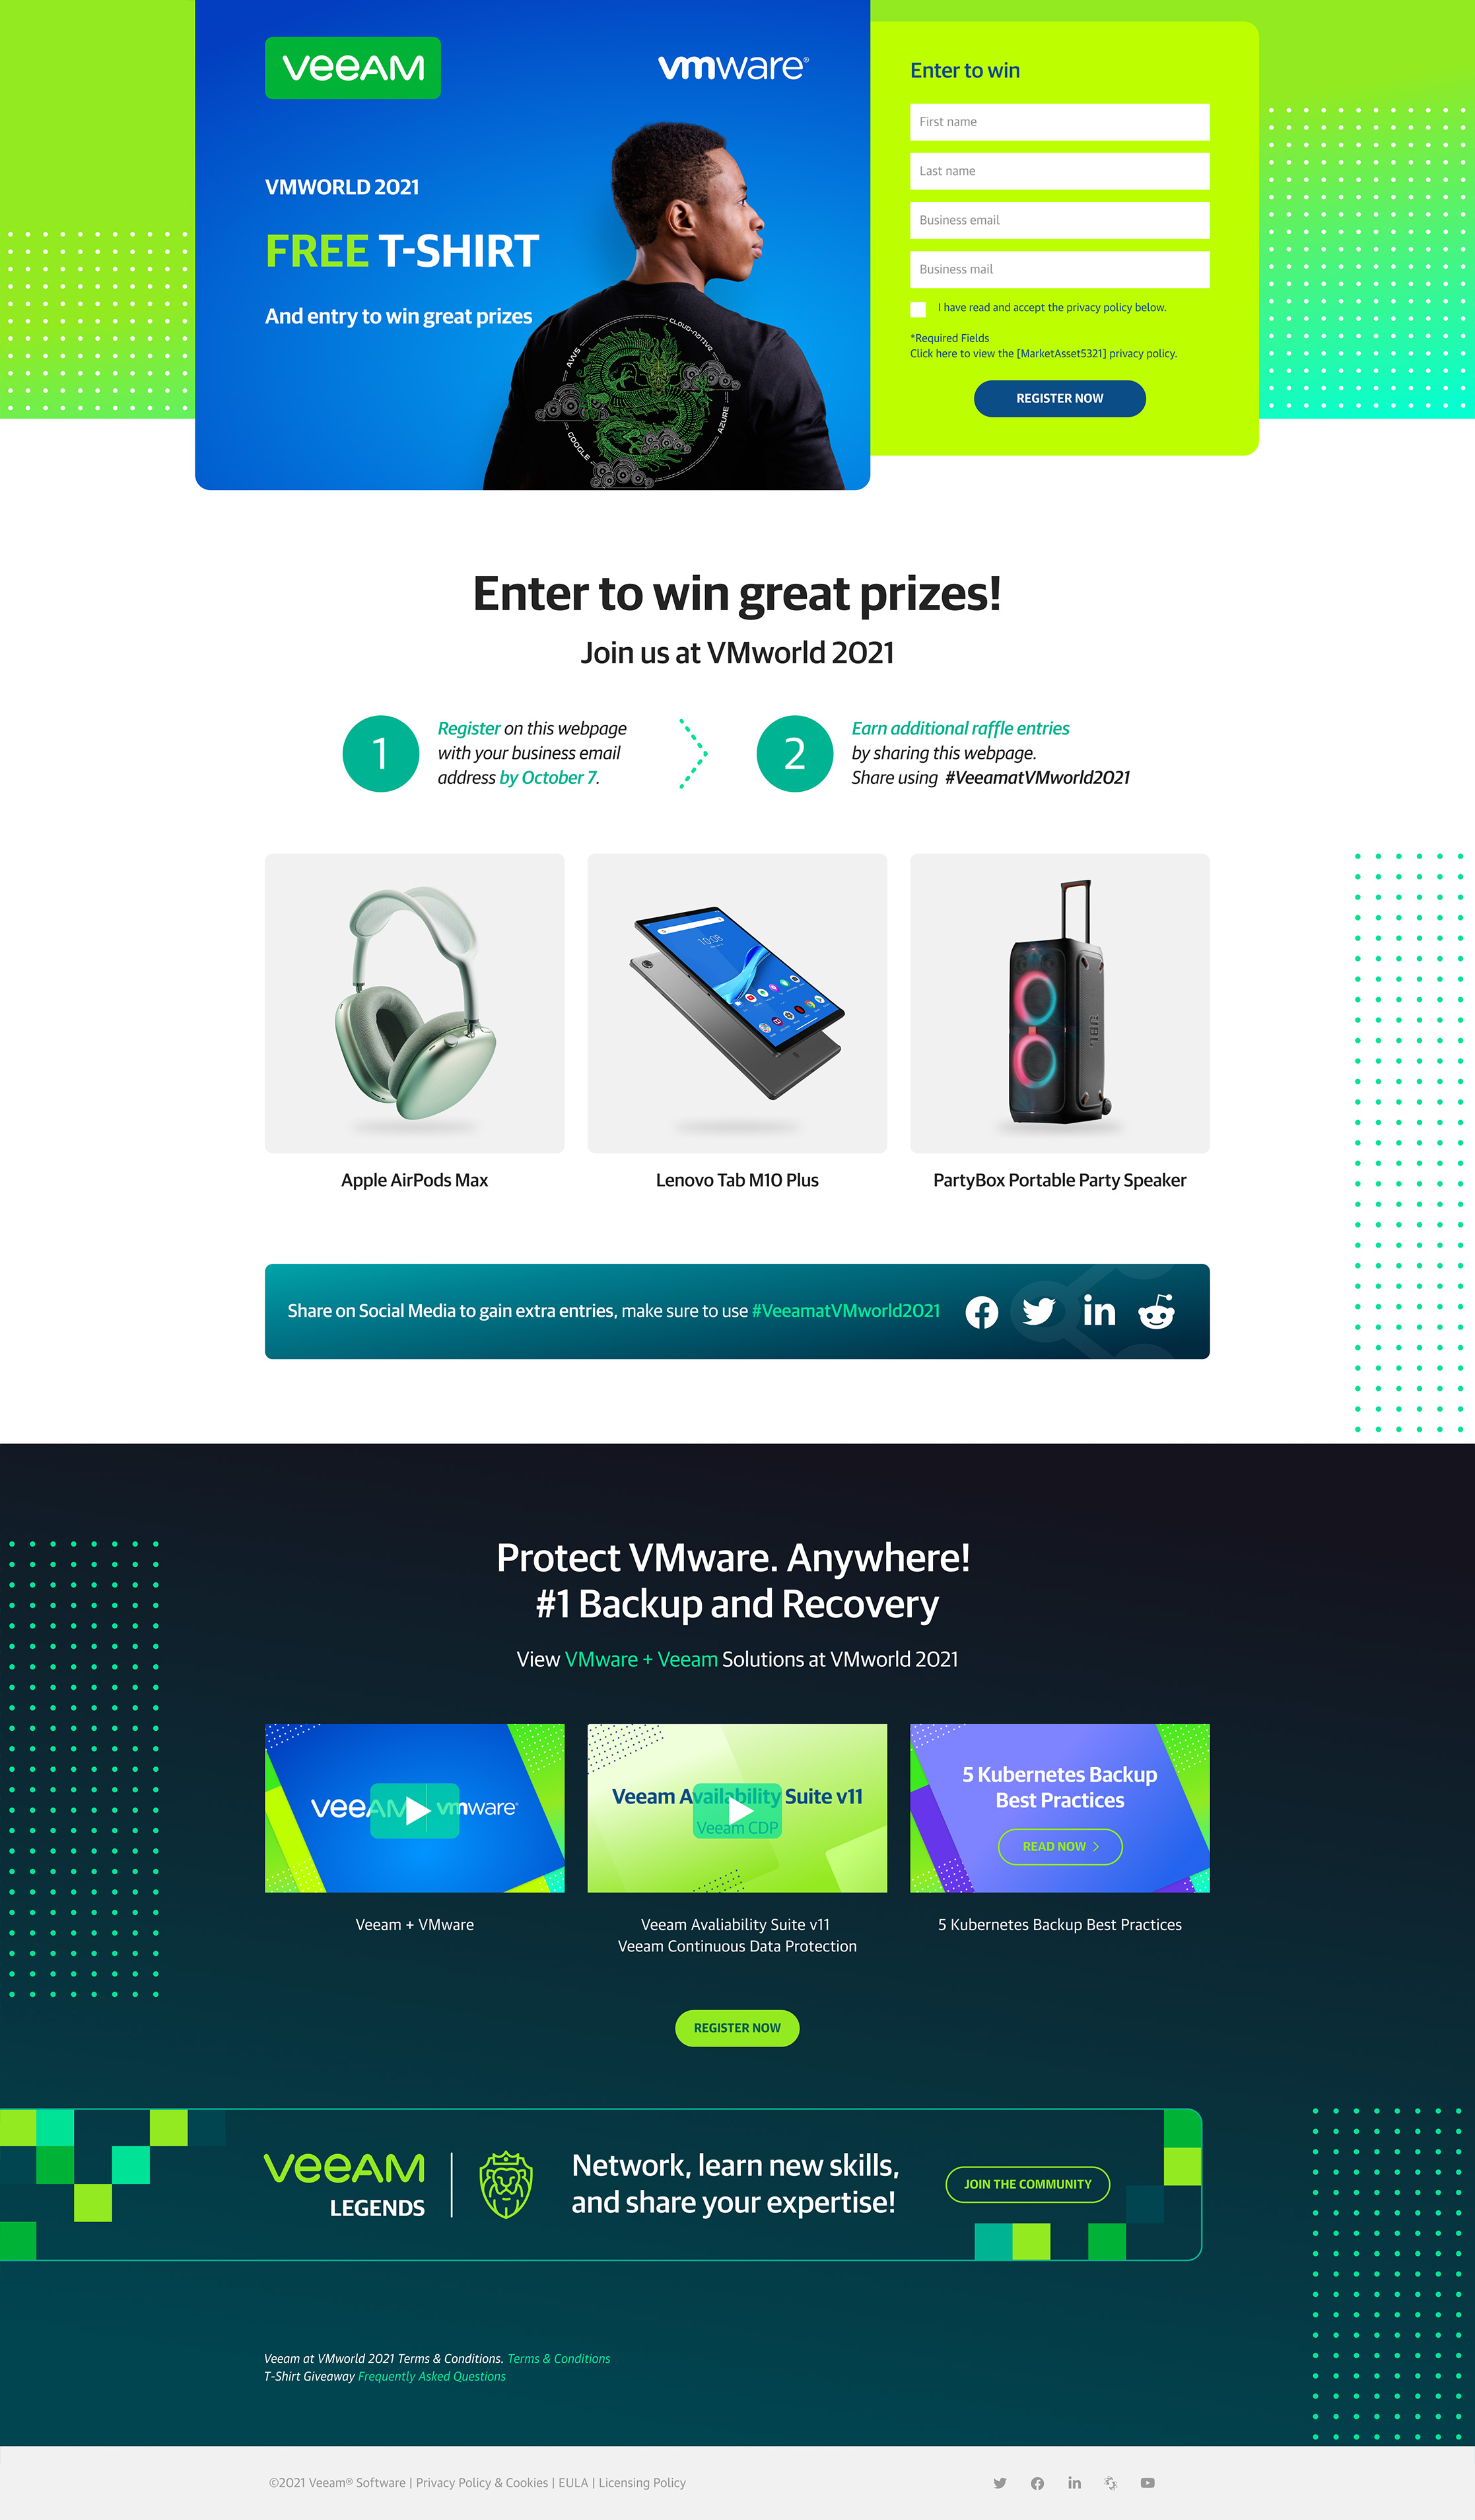 veeAM
vmware®
VMWORLD 2021
FREE T-SHIRT
And entry to win great prizes
CLOUD-NATIVE
AWS
AZURE
GOOGLE
Enter to win
First name
Last name
Business email
Business mail
I have read and accept the privacy policy below.
*Required Fields
Click here to view the [MarketAsset5321] privacy policy.
REGISTER NOW
Enter to win great prizes!
Join us at VMworld 2021
1
Register on this webpage
with your business email
address by October 7.
2
Earn additional raffle entries
by sharing this webpage.
Share using #VeeamatVMworld2021
10:08
JBL
Apple AirPods Max
Lenovo Tab M10 Plus
PartyBox Portable Party Speaker
Share on Social Media to gain extra entries, make sure to use #VeeamatVMworld2021
Protect VMware. Anywhere!
#1 Backup and Recovery
View VMware + Veeam Solutions at VMworld 2021
veeAM vmware®
Veeam Availability Suite v11
Veeam CDP
5 Kubernetes Backup
Best Practices
READ NOW
Veeam + VMware
Veeam Avaliability Suite v11
Veeam Continuous Data Protection
5 Kubernetes Backup Best Practices
REGISTER NOW
veeAM
LEGENDS
Network, learn new skills,
and share your expertise!
JOIN THE COMMUNITY
Veeam at VMworld 2021 Terms & Conditions. Terms & Conditions
T-Shirt Giveaway Frequently Asked Questions
©2021 Veeam® Software | Privacy Policy & Cookies | EULA | Licensing Policy